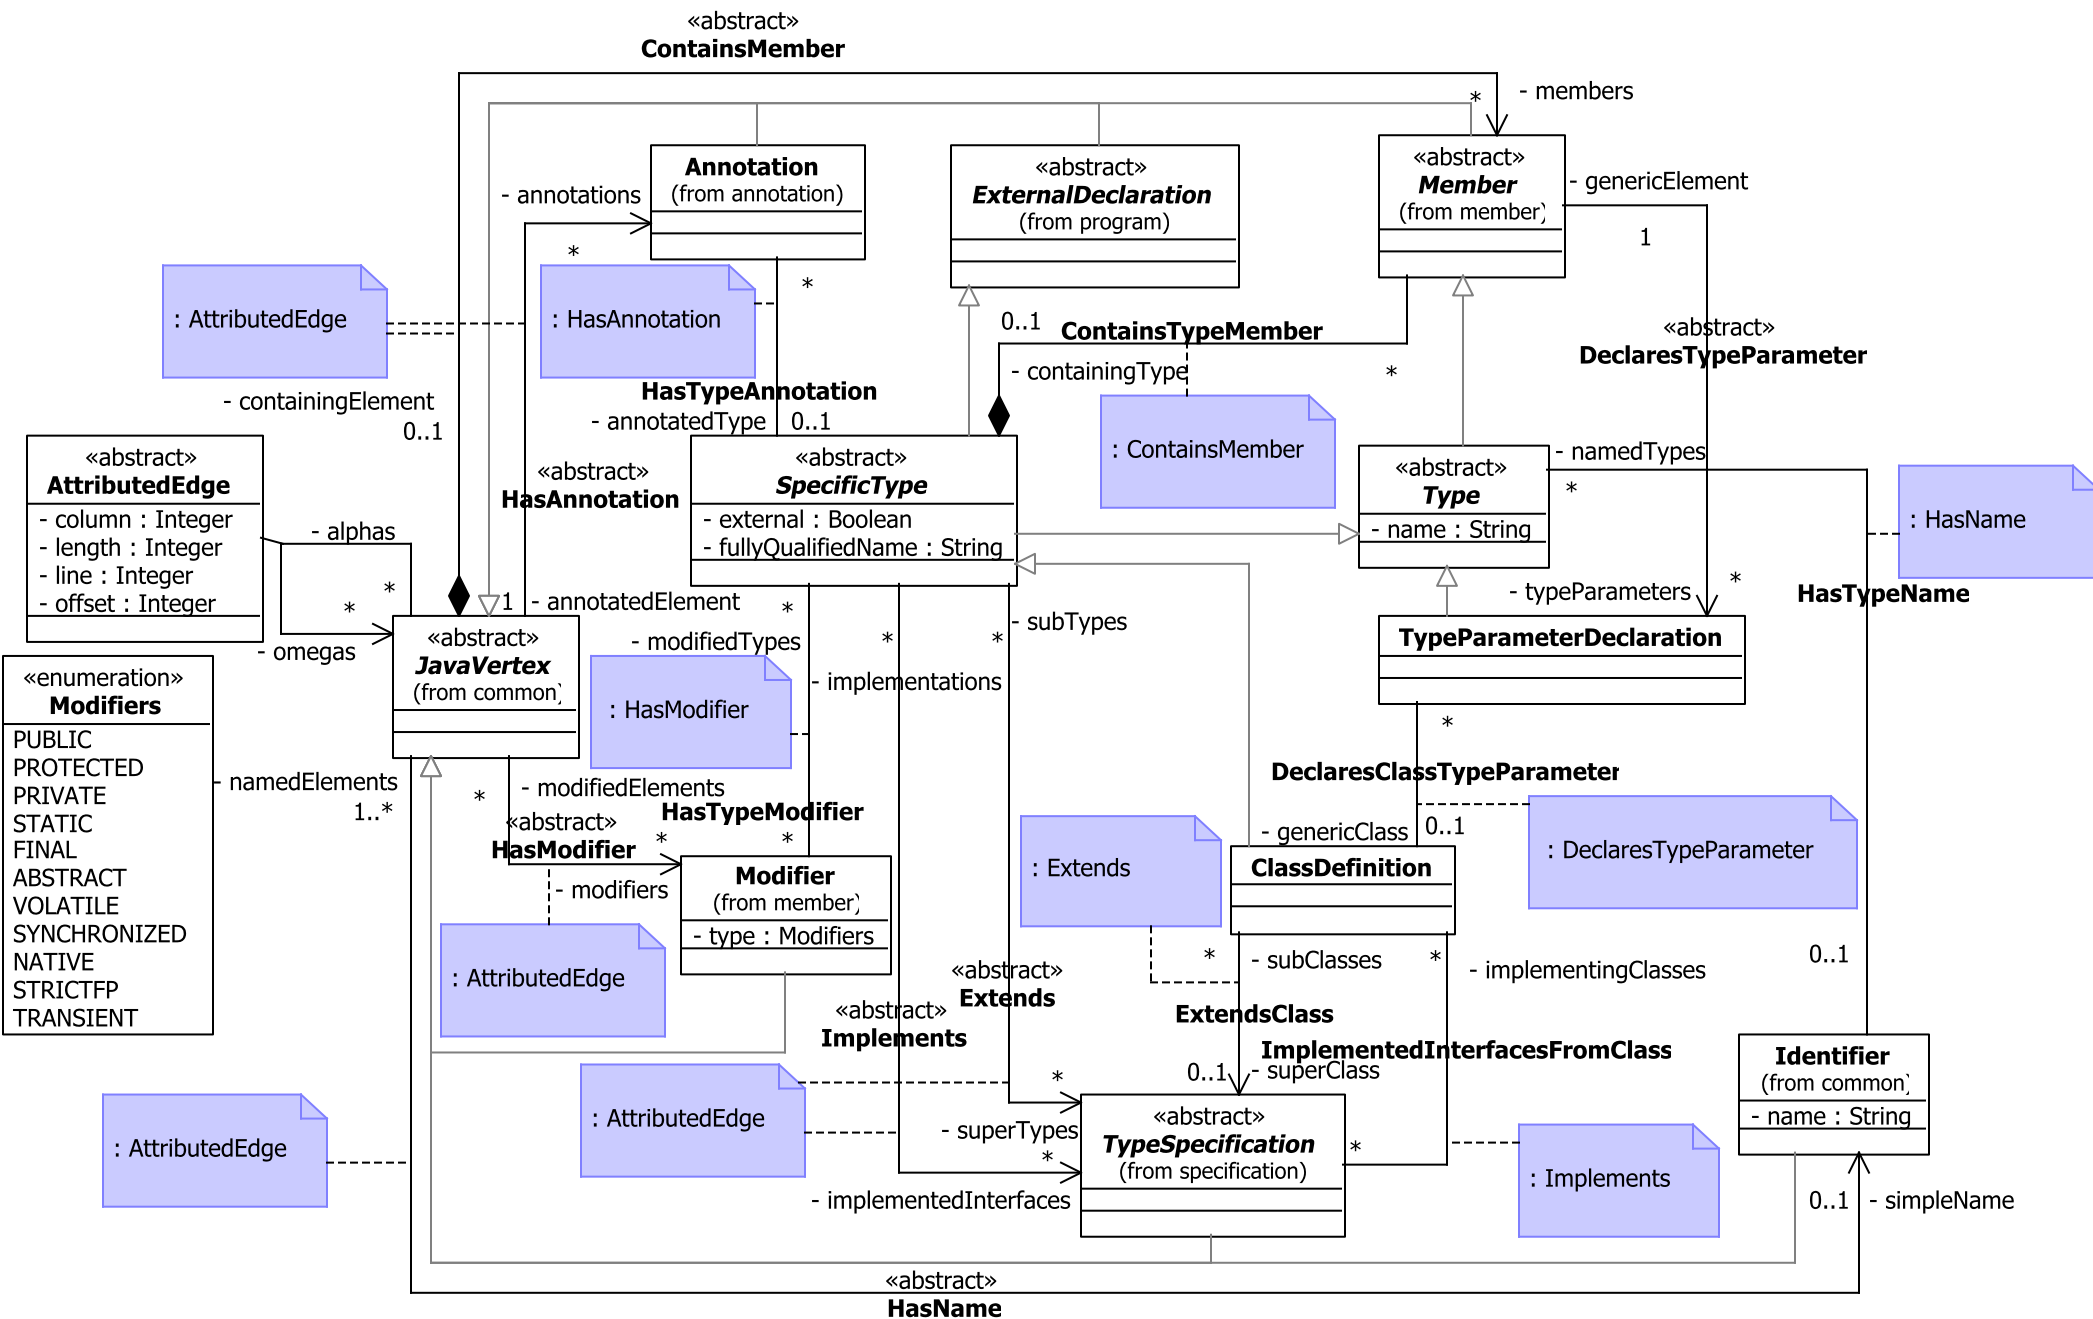 «abstract»
ContainsMember
- members
*
Annotation
(from annotation)
«abstract»
ExternalDeclaration
(from program)
«abstract»
Member
(from member)
- annotations
*
- genericElement
1
: AttributedEdge
: HasAnnotation
*
0..1
ContainsTypeMember
- containingType
*
«abstract»
DeclaresTypeParameter
HasTypeAnnotation
- annotatedType
0..1
- containingElement
0..1
: ContainsMember
«abstract»
AttributedEdge
- column : Integer
- length : Integer
- line : Integer
- offset : Integer
- alphas
*
*
- omegas
«abstract»
HasAnnotation
«abstract»
SpecificType
- external : Boolean
- fullyQualifiedName : String
«abstract»
Type
- name : String
- namedTypes
*
: HasName
HasTypeName
1
- annotatedElement
*
- modifiedTypes
*
- implementations
*
- subTypes
- typeParameters
*
«abstract»
JavaVertex
(from common)
: HasModifier
TypeParameterDeclaration
*
«enumeration»
Modifiers
PUBLIC
PROTECTED
PRIVATE
STATIC
FINAL
ABSTRACT
VOLATILE
SYNCHRONIZED
NATIVE
STRICTFP
TRANSIENT
- namedElements
1..*
*
- modifiedElements
«abstract»
HasModifier
*
- modifiers
HasTypeModifier
*
Modifier
(from member)
- type : Modifiers
: AttributedEdge
DeclaresClassTypeParameter
0..1
- genericClass
: DeclaresTypeParameter
: Extends
ClassDefinition
*
- subClasses
*
- implementingClasses
«abstract»
Extends
«abstract»
Implements
ExtendsClass
ImplementedInterfacesFromClass
0..1
- superClass
0..1
Identifier
(from common)
- name : String
: AttributedEdge
: AttributedEdge
*
- superTypes
*
- implementedInterfaces
«abstract»
TypeSpecification
(from specification)
*
: Implements
0..1
- simpleName
«abstract»
HasName